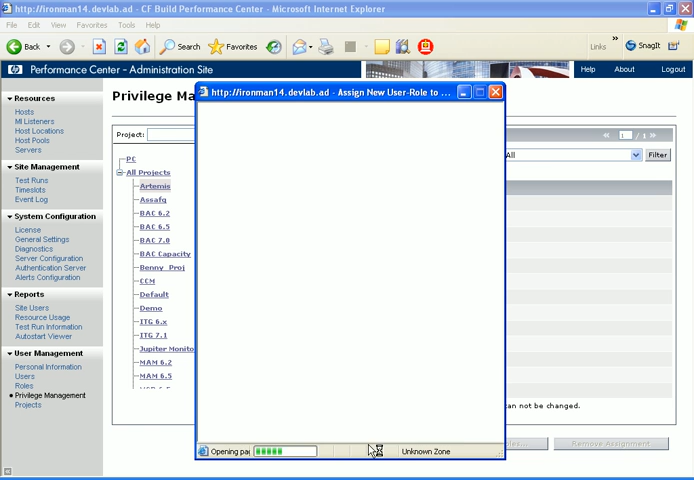 http://ironman14.devlab.ad - CF Build Performance Center - Microsoft Internet Explorer
File Edit View Favorites Tools Help
Back Search Favorites Links SnagIt
Performance Center - Administration Site Help About Logout
Resources
Hosts
MI Listeners
Host Locations
Host Pools
Servers
Site Management
Test Runs
Timeslots
Event Log
System Configuration
License
General Settings
Diagnostics
Server Configuration
Authentication Server
Alerts Configuration
Reports
Site Users
Resource Usage
Test Run Information
Autostart Viewer
User Management
Personal Information
Users
Roles
Privilege Management
Projects
Privilege Ma
Project:
PC
All Projects
Artemis
Assafg
BAC 6.2
BAC 6.5
BAC 7.0
BAC Capacity
Benny_Proj
CCM
Default
Demo
ITG 6.x
ITG 7.1
Jupiter Monito
MAM 6.2
MAM 6.5
http://ironman14.devlab.ad - Assign New User-Role to ...
Opening pag Unknown Zone
1 / 1
All Filter
can not be changed.
les... Remove Assignment